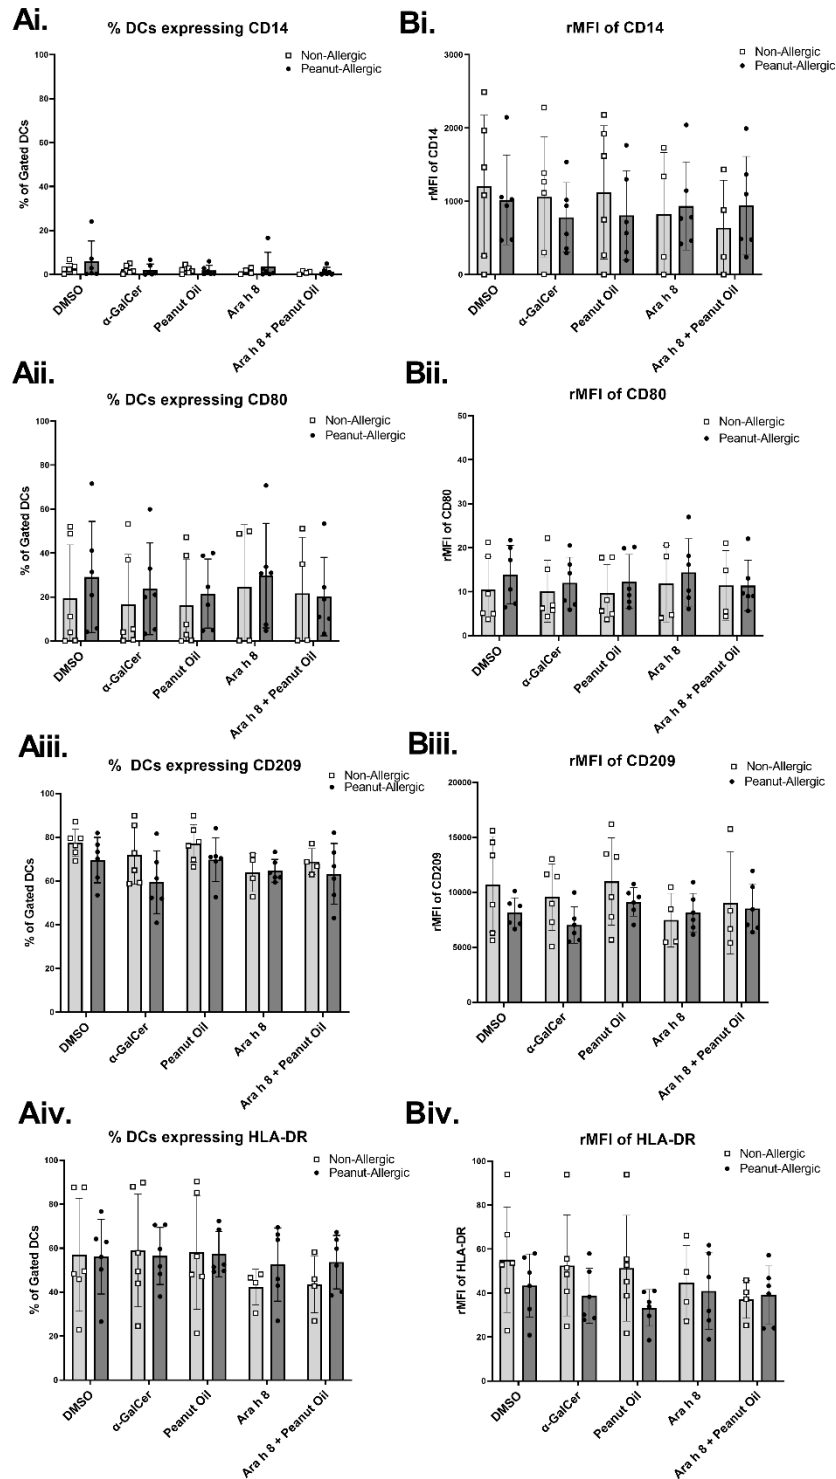 Ai.
% DCs expressing CD14
Non-Allergic
Peanut-Allergic
% of Gated DCs
100
80
60
40
20
0
DMSO
α-GalCer
Peanut Oil
Ara h 8
Ara h 8 + Peanut Oil
Bi.
rMFI of CD14
Non-Allergic
Peanut-Allergic
rMFI of CD14
3000
2000
1000
0
DMSO
α-GalCer
Peanut Oil
Ara h 8
Ara h 8 + Peanut Oil
Aii.
% DCs expressing CD80
Non-Allergic
Peanut-Allergic
% of Gated DCs
100
80
60
40
20
0
DMSO
α-GalCer
Peanut Oil
Ara h 8
Ara h 8 + Peanut Oil
Bii.
rMFI of CD80
Non-Allergic
Peanut-Allergic
rMFI of CD80
50
40
30
20
10
0
DMSO
α-GalCer
Peanut Oil
Ara h 8
Ara h 8 + Peanut Oil
Aiii.
% DCs expressing CD209
Non-Allergic
Peanut-Allergic
% of Gated DCs
100
80
60
40
20
0
DMSO
α-GalCer
Peanut Oil
Ara h 8
Ara h 8 + Peanut Oil
Biii.
rMFI of CD209
Non-Allergic
Peanut-Allergic
rMFI of CD209
20000
15000
10000
5000
0
DMSO
α-GalCer
Peanut Oil
Ara h 8
Ara h 8 + Peanut Oil
Aiv.
% DCs expressing HLA-DR
Non-Allergic
Peanut-Allergic
% of Gated DCs
100
80
60
40
20
0
DMSO
α-GalCer
Peanut Oil
Ara h 8
Ara h 8 + Peanut Oil
Biv.
rMFI of HLA-DR
Non-Allergic
Peanut-Allergic
rMFI of HLA-DR
100
80
60
40
20
0
DMSO
α-GalCer
Peanut Oil
Ara h 8
Ara h 8 + Peanut Oil